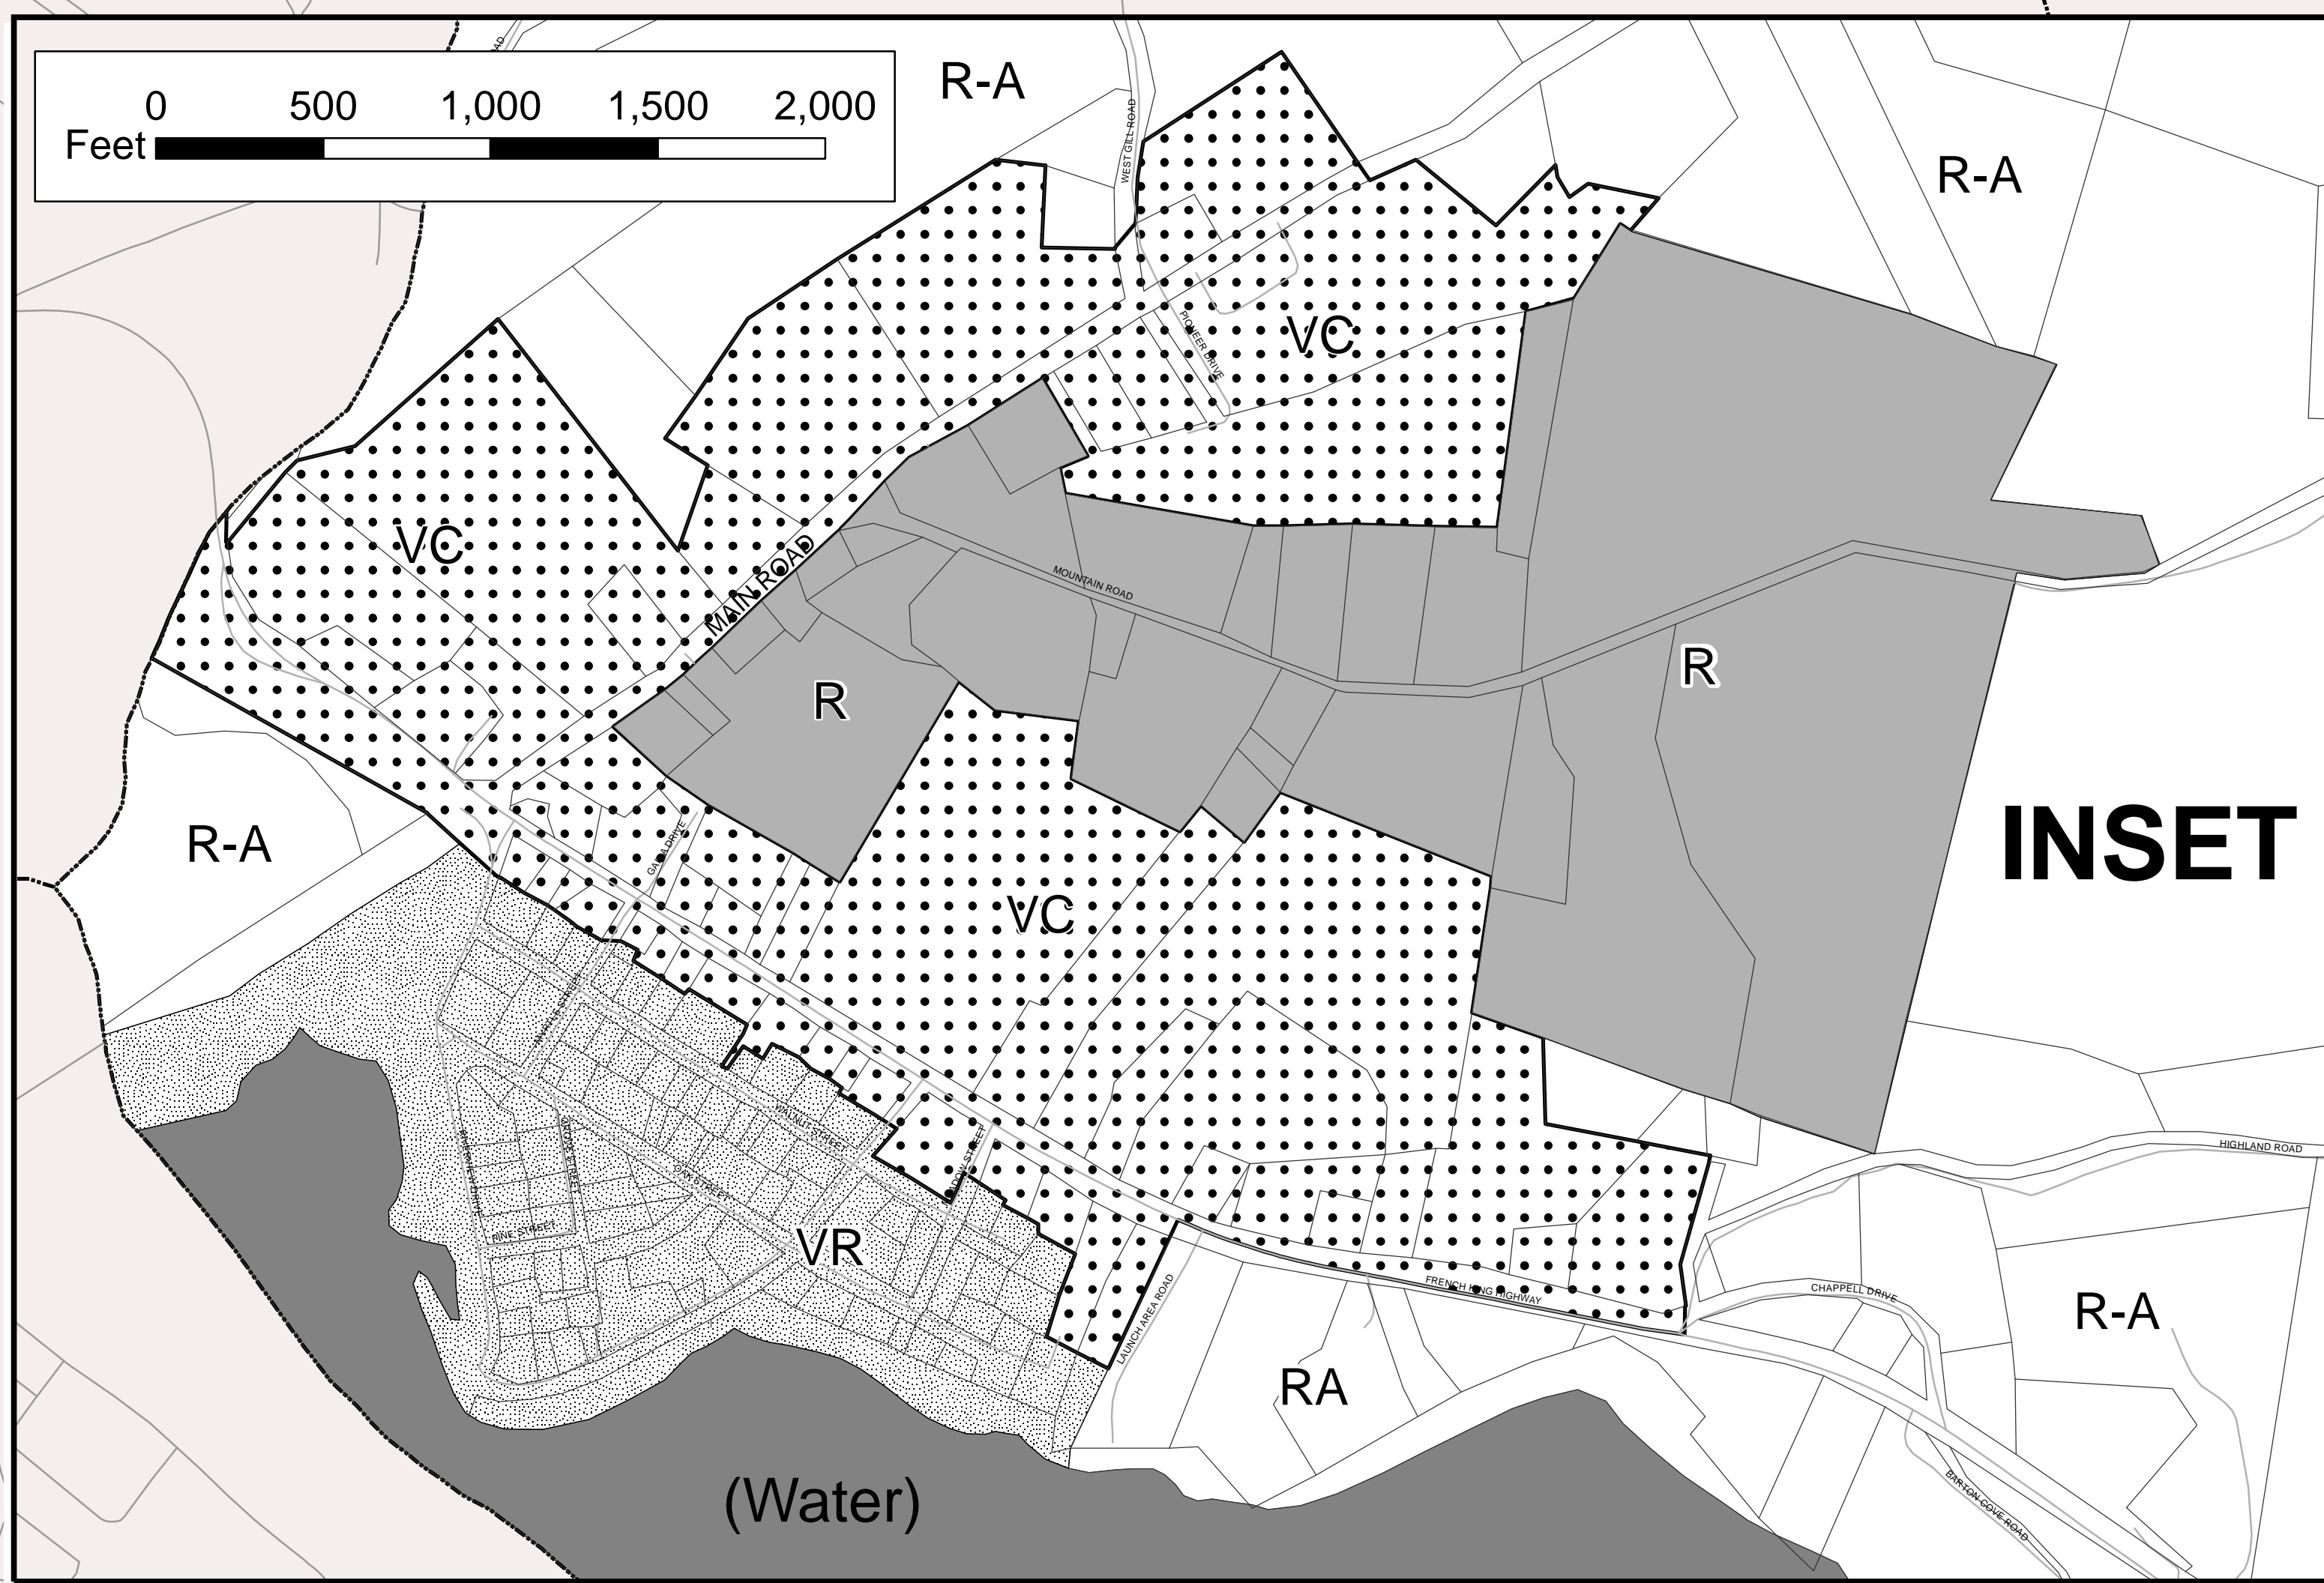 0 500 1,000 1,500 2,000
Feet
R-A
WEST GILL ROAD
R-A
VC
PIONEER DRIVE
VC
MAIN ROAD
MOUNTAIN ROAD
R
R
R-A
INSET
VC
WALNUT STREET
MEADOW STREET
PINE STREET
VR
LAUNCH AREA ROAD
FRENCH KING HIGHWAY
HIGHLAND ROAD
CHAPPELL DRIVE
R-A
RA
BARTON COVE ROAD
(Water)